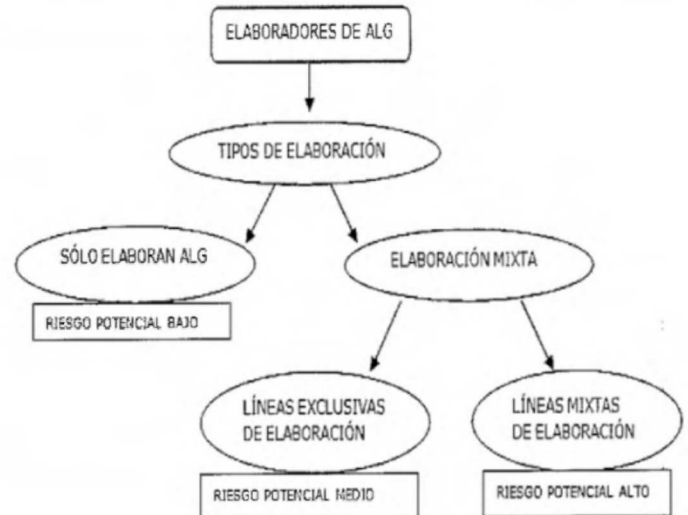 ELABORADORES DE ALG
TIPOS DE ELABORACIÓN
SÓLO ELABORAN ALG
RIESGO POTENCIAL BAJO
ELABORACIÓN MIXTA
LÍNEAS EXCLUSIVAS
DE ELABORACIÓN
RIESGO POTENCIAL MEDIO
LÍNEAS MIXTAS
DE ELABORACIÓN
RIESGO POTENCIAL ALTO